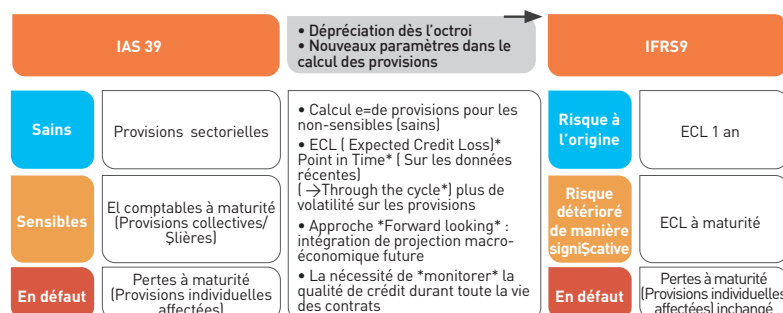 IAS 39
• Dépréciation dès l'octroi
• Nouveaux paramètres dans le
calcul des provisions
IFRS9
Sains
Provisions sectorielles
Sensibles
El comptables à maturité
(Provisions collectives/
Şlières)
En défaut
Pertes à maturité
(Provisions individuelles
affectées)
• Calcul e=de provisions pour les
non-sensibles (sains)
• ECL ( Expected Credit Loss)*
Point in Time* ( Sur les données
récentes)
( →Through the cycle*) plus de
volatilité sur les provisions
• Approche *Forward looking* :
intégration de projection macro-
économique future
• La nécessité de *monitorer* la
qualité de crédit durant toute la vie
des contrats
Risque à
l'origine
ECL 1 an
Risque
détérioré
de manière
signiŞcative
ECL à maturité
En défaut
Pertes à maturité
(Provisions individuelles
affectées) inchangé